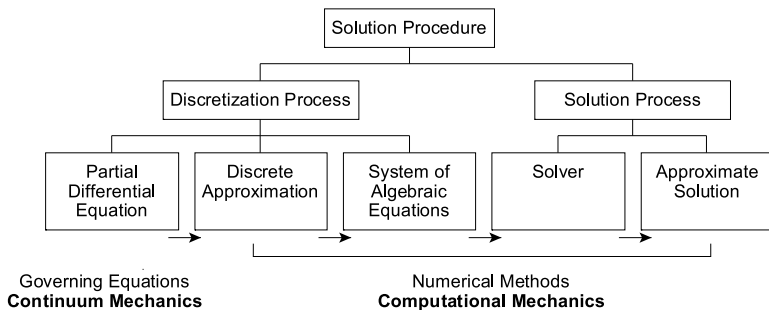 Solution Procedure
Discretization Process
Solution Process
Partial
Differential
Equation
Discrete
Approximation
System of
Algebraic
Equations
Solver
Approximate
Solution
Governing Equations
Continuum Mechanics
Numerical Methods
Computational Mechanics